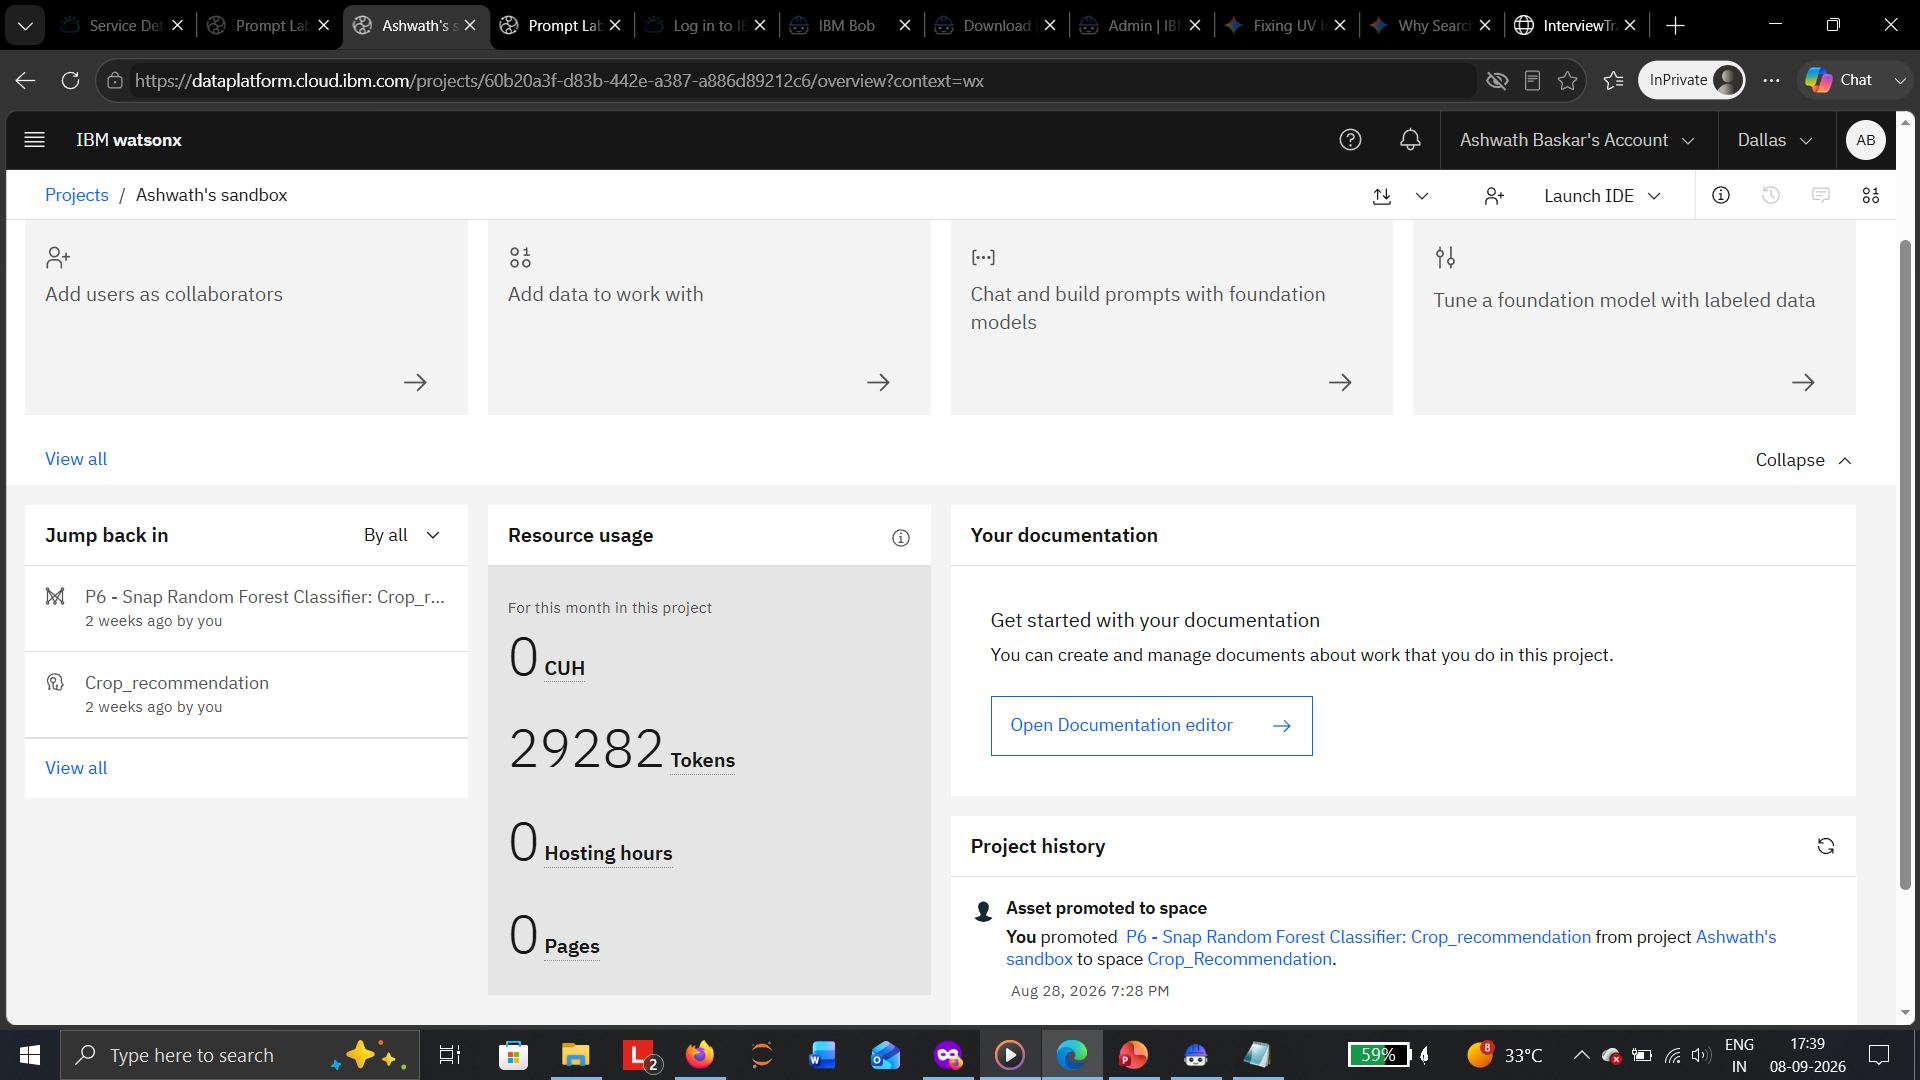 Service Det
Prompt Lab
Ashwath's s
Prompt Lab
Log in to IB
IBM Bob
Download
Admin | IBM
Fixing UV In
Why Search
InterviewTra
https://dataplatform.cloud.ibm.com/projects/60b20a3f-d83b-442e-a387-a886d89212c6/overview?context=wx
InPrivate
Chat
IBM watsonx
Ashwath Baskar's Account
Dallas
AB
Projects / Ashwath's sandbox
Launch IDE
Add users as collaborators
Add data to work with
Chat and build prompts with foundation
models
Tune a foundation model with labeled data
View all
Collapse
Jump back in
By all
P6 - Snap Random Forest Classifier: Crop_r...
2 weeks ago by you
Crop_recommendation
2 weeks ago by you
View all
Resource usage
For this month in this project
0 CUH
29282 Tokens
0 Hosting hours
0 Pages
Your documentation
Get started with your documentation
You can create and manage documents about work that you do in this project.
Open Documentation editor
Project history
Asset promoted to space
You promoted P6 - Snap Random Forest Classifier: Crop_recommendation from project Ashwath's
sandbox to space Crop_Recommendation.
Aug 28, 2026 7:28 PM
Type here to search
L 2
59%
8
33°C
ENG
IN
17:39
08-09-2026